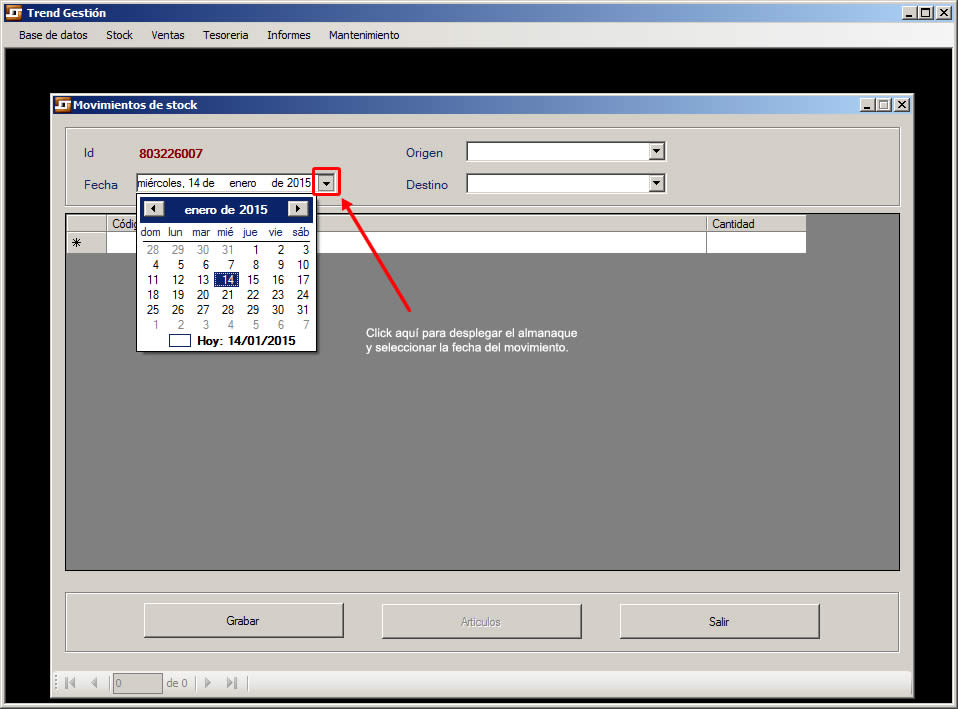 Trend Gestión
Base de datos Stock Ventas Tesoreria Informes Mantenimiento
Movimientos de stock
Id 803226007 Origen
Fecha miércoles, 14 de enero de 2015 Destino
enero de 2015
Códig Cantidad
dom lun mar mié jue vie sáb
28 29 30 31 1 2 3
4 5 6 7 8 9 10
11 12 13 14 15 16 17
18 19 20 21 22 23 24
25 26 27 28 29 30 31
1 2 3 4 5 6 7
Hoy: 14/01/2015
Click aquí para desplegar el almanaque
y seleccionar la fecha del movimiento.
Grabar Articulos Salir
0 de 0